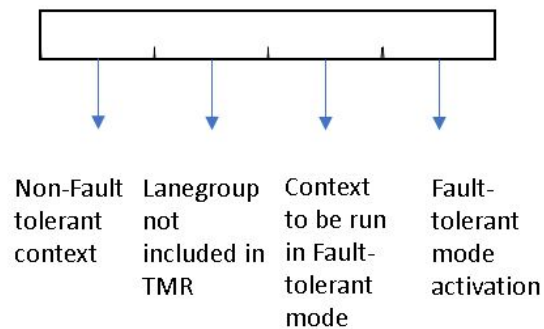 Non-Fault
tolerant
context
Lanegroup
not
included in
TMR
Context
to be run
in Fault-
tolerant
mode
Fault-
tolerant
mode
activation